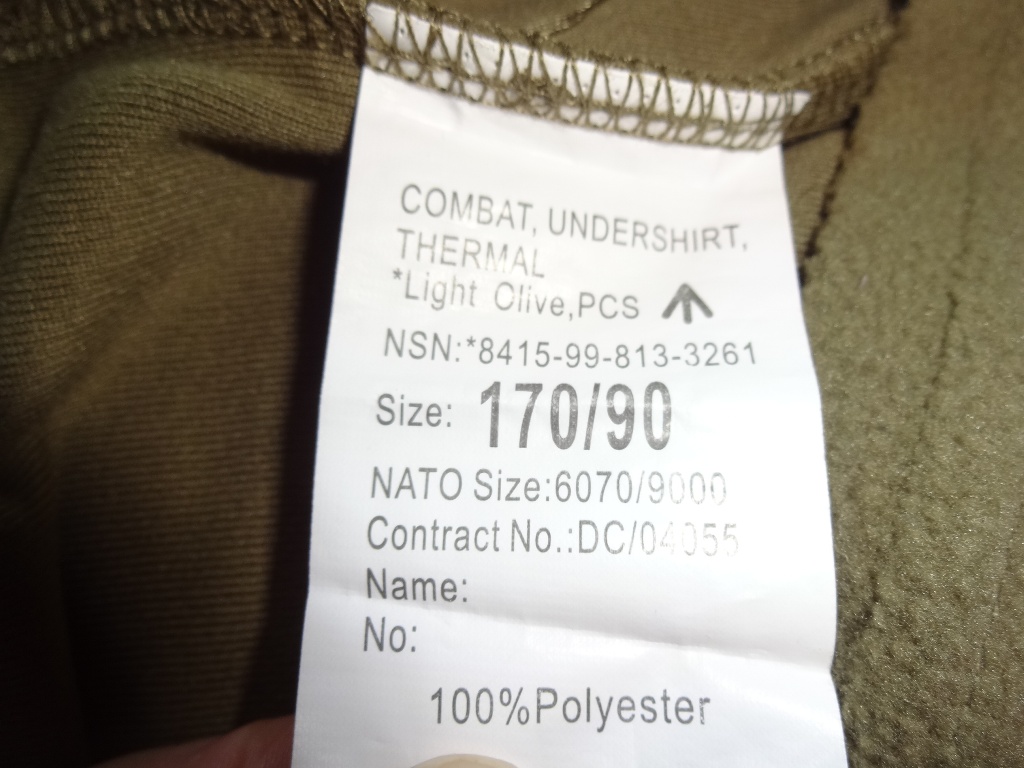 COMBAT, UNDERSHIRT,
THERMAL
*Light Olive,PCS
NSN:*8415-99-813-3261
Size: 170/90
NATO Size:6070/9000
Contract No.:DC/04055
Name:
No:
100%Polyester